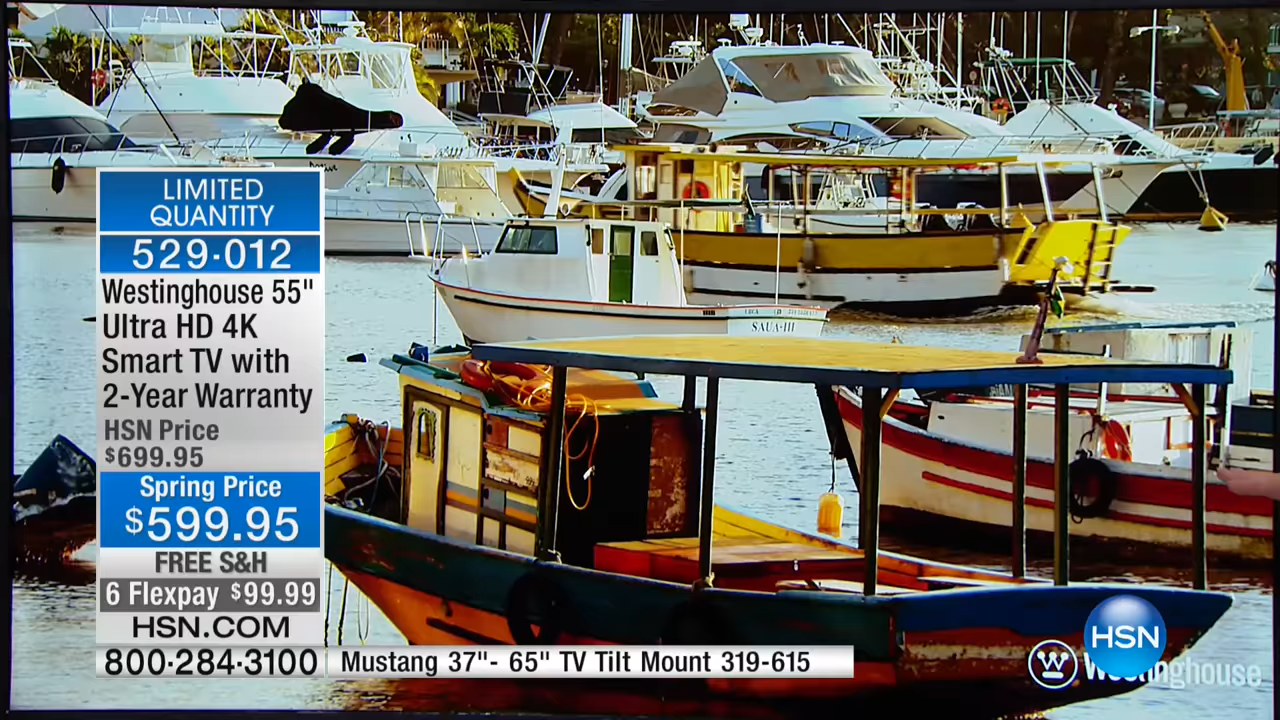 LIMITED
QUANTITY
529·012
Westinghouse 55"
Ultra HD 4K
Smart TV with
2-Year Warranty
HSN Price
$699.95
Spring Price
$599.95
FREE S&H
6 Flexpay $99.99
HSN.COM
800·284·3100
Mustang 37"- 65" TV Tilt Mount 319-615
SAUA-III
HSN
W
Westinghouse